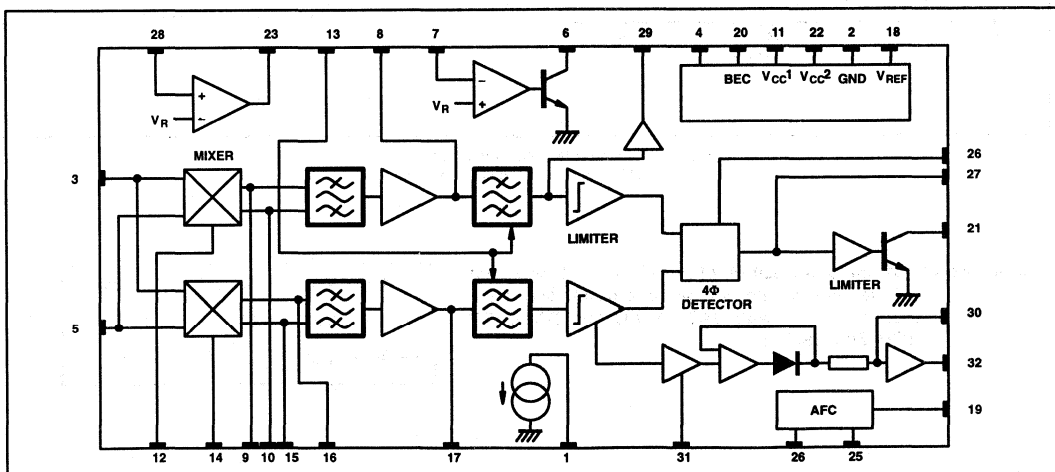 28 23 13 8 7 6 29 4 20 11 22 2 18
BEC VCC1 VCC2 GND VREF
+
VR −
−
VR +
MIXER
3
26
27
LIMITER
21
4Φ
DETECTOR
LIMITER
5
30
32
AFC
19
12 14 9 10 15 16 17 1 31 26 25